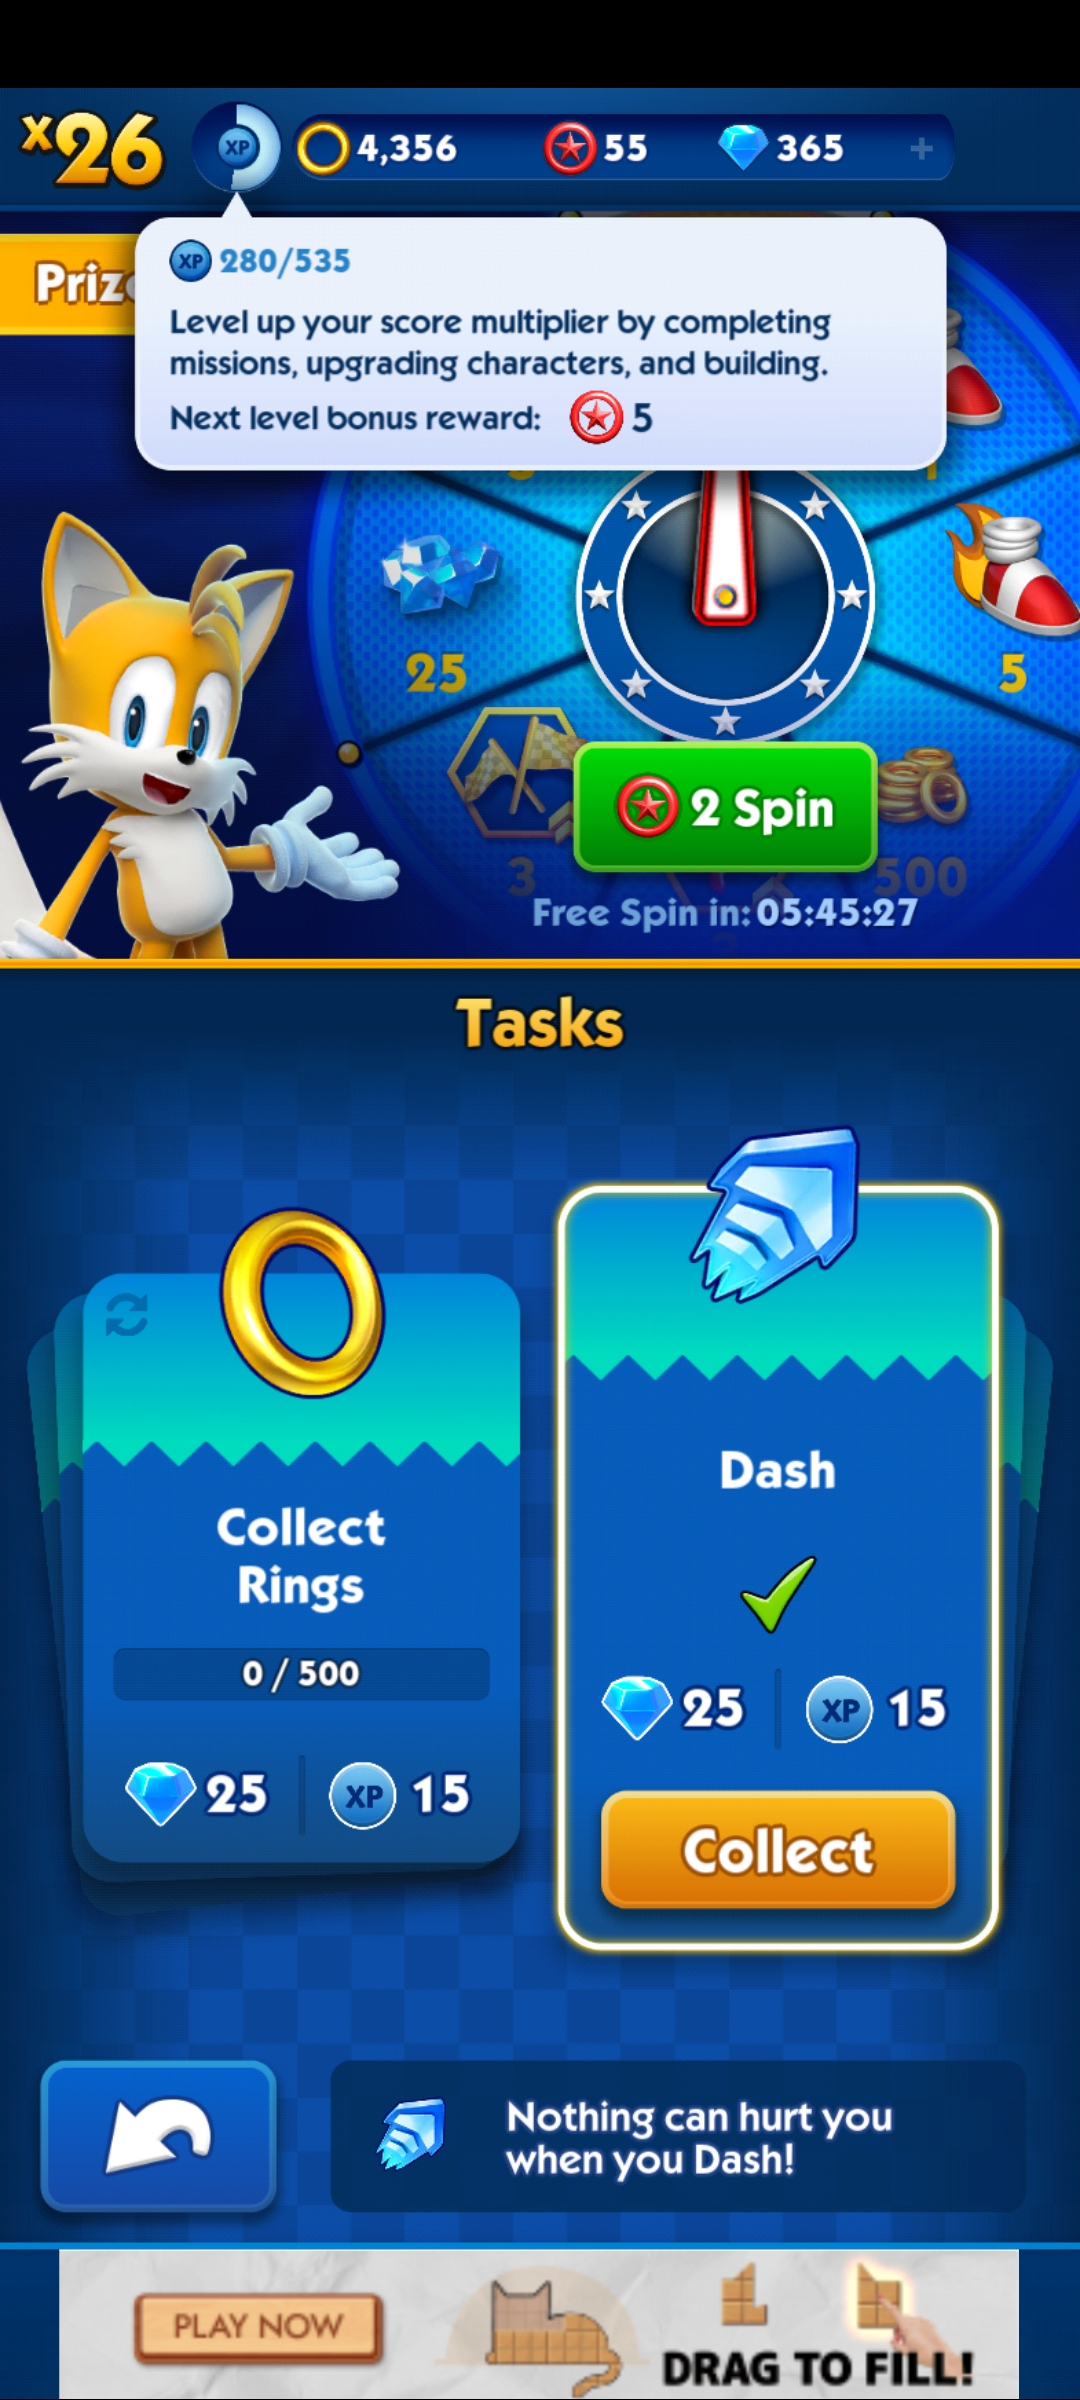 x26
XP
4,356
55
365
+
XP 280/535
Level up your score multiplier by completing
missions, upgrading characters, and building.
Next level bonus reward: 5
25
5
3
500
2 Spin
Free Spin in: 05:45:27
Tasks
Collect
Rings
0 / 500
25
XP 15
Dash
25
XP 15
Collect
Nothing can hurt you
when you Dash!
PLAY NOW
DRAG TO FILL!